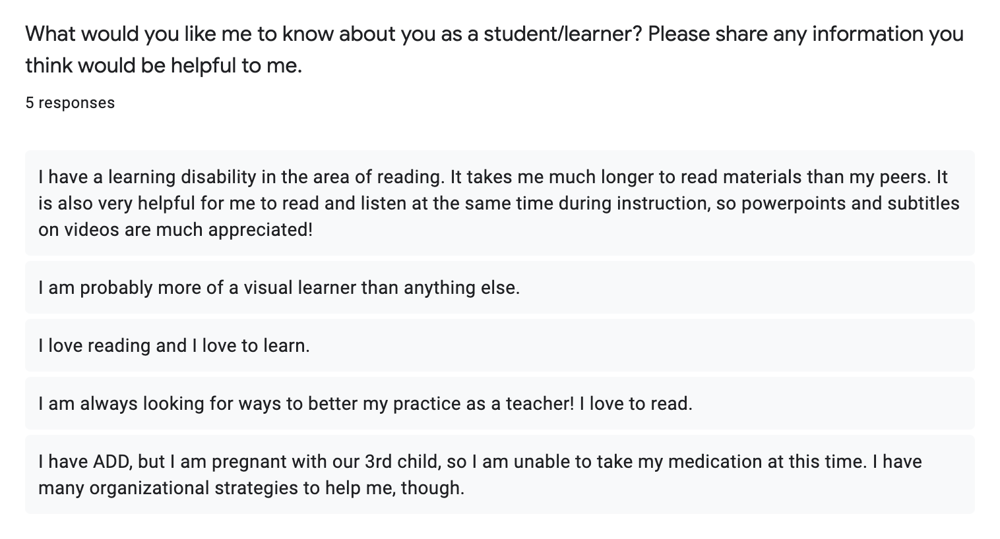 What would you like me to know about you as a student/learner? Please share any information you
think would be helpful to me.
5 responses
I have a learning disability in the area of reading. It takes me much longer to read materials than my peers. It
is also very helpful for me to read and listen at the same time during instruction, so powerpoints and subtitles
on videos are much appreciated!
I am probably more of a visual learner than anything else.
I love reading and I love to learn.
I am always looking for ways to better my practice as a teacher! I love to read.
I have ADD, but I am pregnant with our 3rd child, so I am unable to take my medication at this time. I have
many organizational strategies to help me, though.